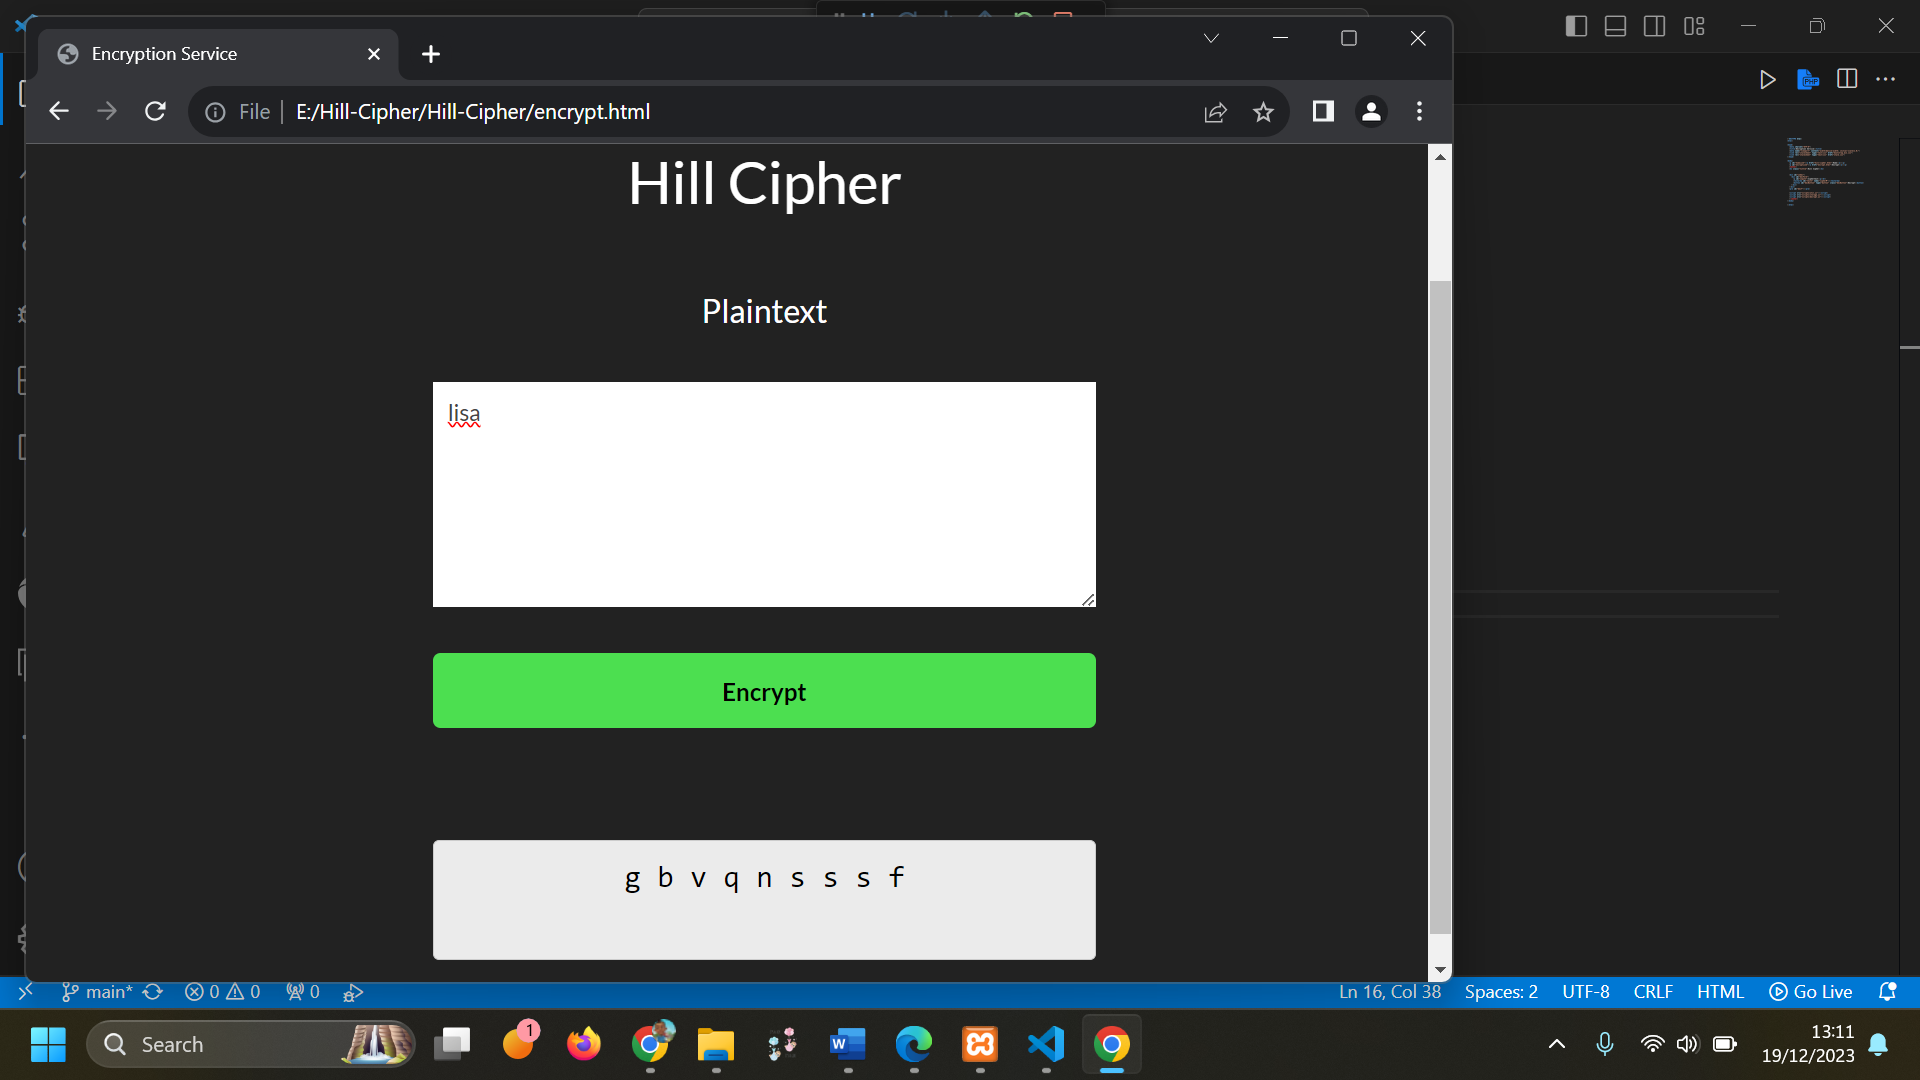 Encryption Service
File
E:/Hill-Cipher/Hill-Cipher/encrypt.html
Hill Cipher
Plaintext
lisa
Encrypt
g b v q n s s s f
main*
0
0
0
Ln 16, Col 38
Spaces: 2
UTF-8
CRLF
HTML
Go Live
Search
1
13:11
19/12/2023